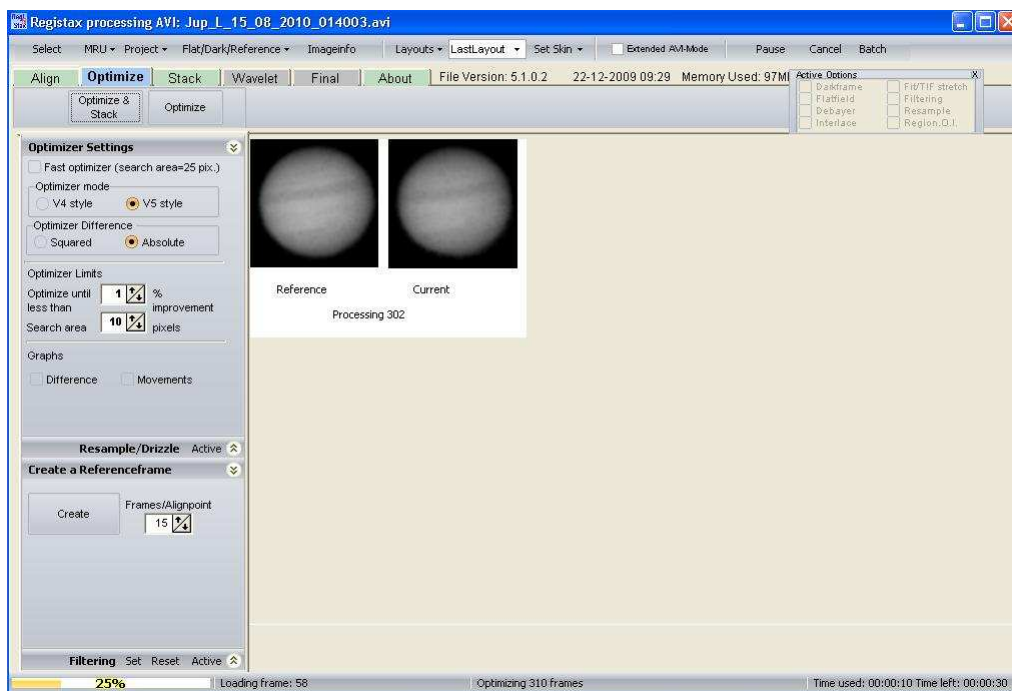 Registax processing AVI: Jup_L_15_08_2010_014003.avi
Select MRU Project Flat/Dark/Reference Imageinfo Layouts LastLayout Set Skin Extended AVI-Mode Pause Cancel Batch
Align Optimize Stack Wavelet Final About File Version: 5.1.0.2 22-12-2009 09:29 Memory Used: 97M
Active Options X
Darkframe Fit/TIF stretch
Flatfield Filtering
Debayer Resample
Interlace Region.O.I.
Optimize & Stack
Optimize
Optimizer Settings
Fast optimizer (search area=25 pix.)
Optimizer mode
V4 style V5 style
Optimizer Difference
Squared Absolute
Optimizer Limits
Optimize until less than 1 % improvement
Search area 10 pixels
Graphs
Difference Movements
Resample/Drizzle Active
Create a Referenceframe
Create
Frames/Alignpoint
15
Filtering Set Reset Active
Reference Current
Processing 302
25% Loading frame: 58 Optimizing 310 frames Time used: 00:00:10 Time left: 00:00:30